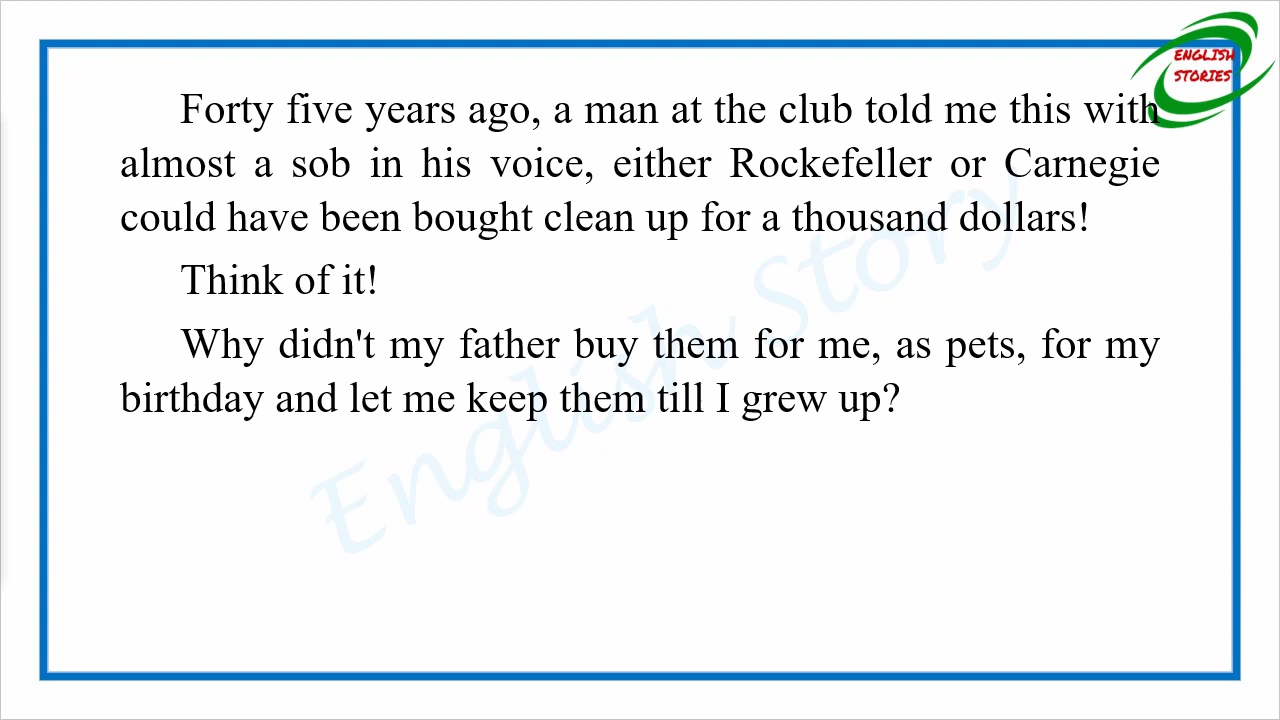 ENGLISH
STORIES
Forty five years ago, a man at the club told me this with
almost a sob in his voice, either Rockefeller or Carnegie
could have been bought clean up for a thousand dollars!
Think of it!
Why didn't my father buy them for me, as pets, for my
birthday and let me keep them till I grew up?
English Story